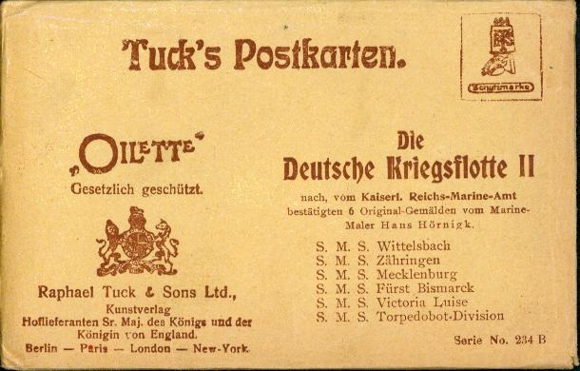 Tuck's Postkarten.
Schutzmarke
„OILETTE"
Gesetzlich geschützt.
Raphael Tuck & Sons Ltd.,
Kunstverlag
Hoflieferanten Sr. Maj. des Königs und der
Königin von England.
Berlin — Paris — London — New-York.
Die
Deutsche Kriegsflotte II
nach, vom Kaiserl. Reichs-Marine-Amt
bestätigten 6 Original-Gemälden vom Marine-
Maler Hans Hörnigk.
S. M. S. Wittelsbach
S. M. S. Zähringen
S. M. S. Mecklenburg
S. M. S. Fürst Bismarck
S. M. S. Victoria Luise
S. M. S. Torpedobot-Division
Serie No. 234 B